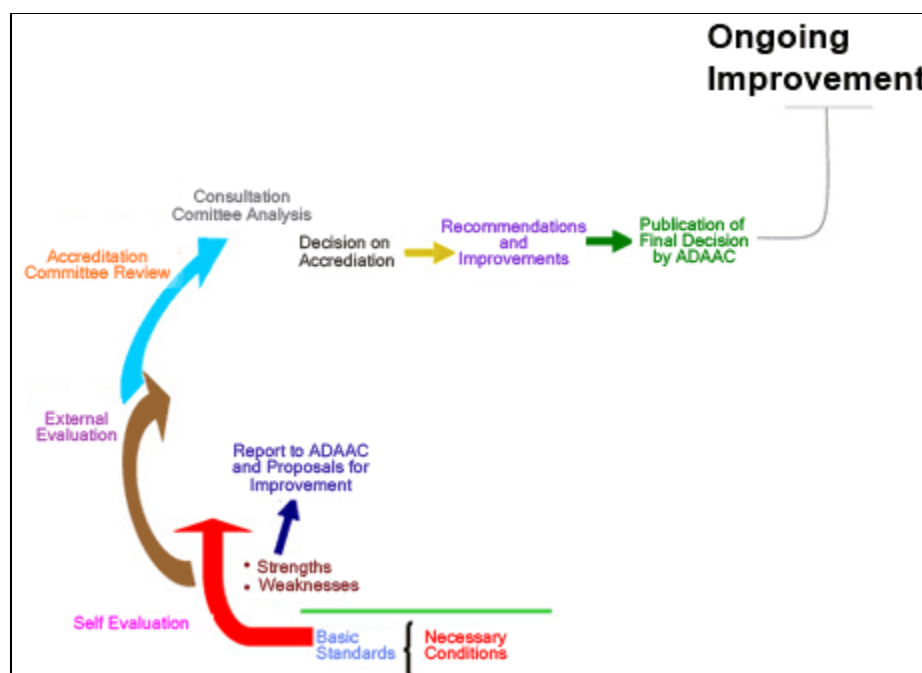 Ongoing
Improvement
Consultation
Comittee Analysis
Accreditation
Committee Review
Decision on
Accrediation
Recommendations
and
Improvements
Publication of
Final Decision
by ADAAC
External
Evaluation
Report to ADAAC
and Proposals for
Improvement
• Strengths
• Weaknesses
Self Evaluation
Basic
Standards
Necessary
Conditions